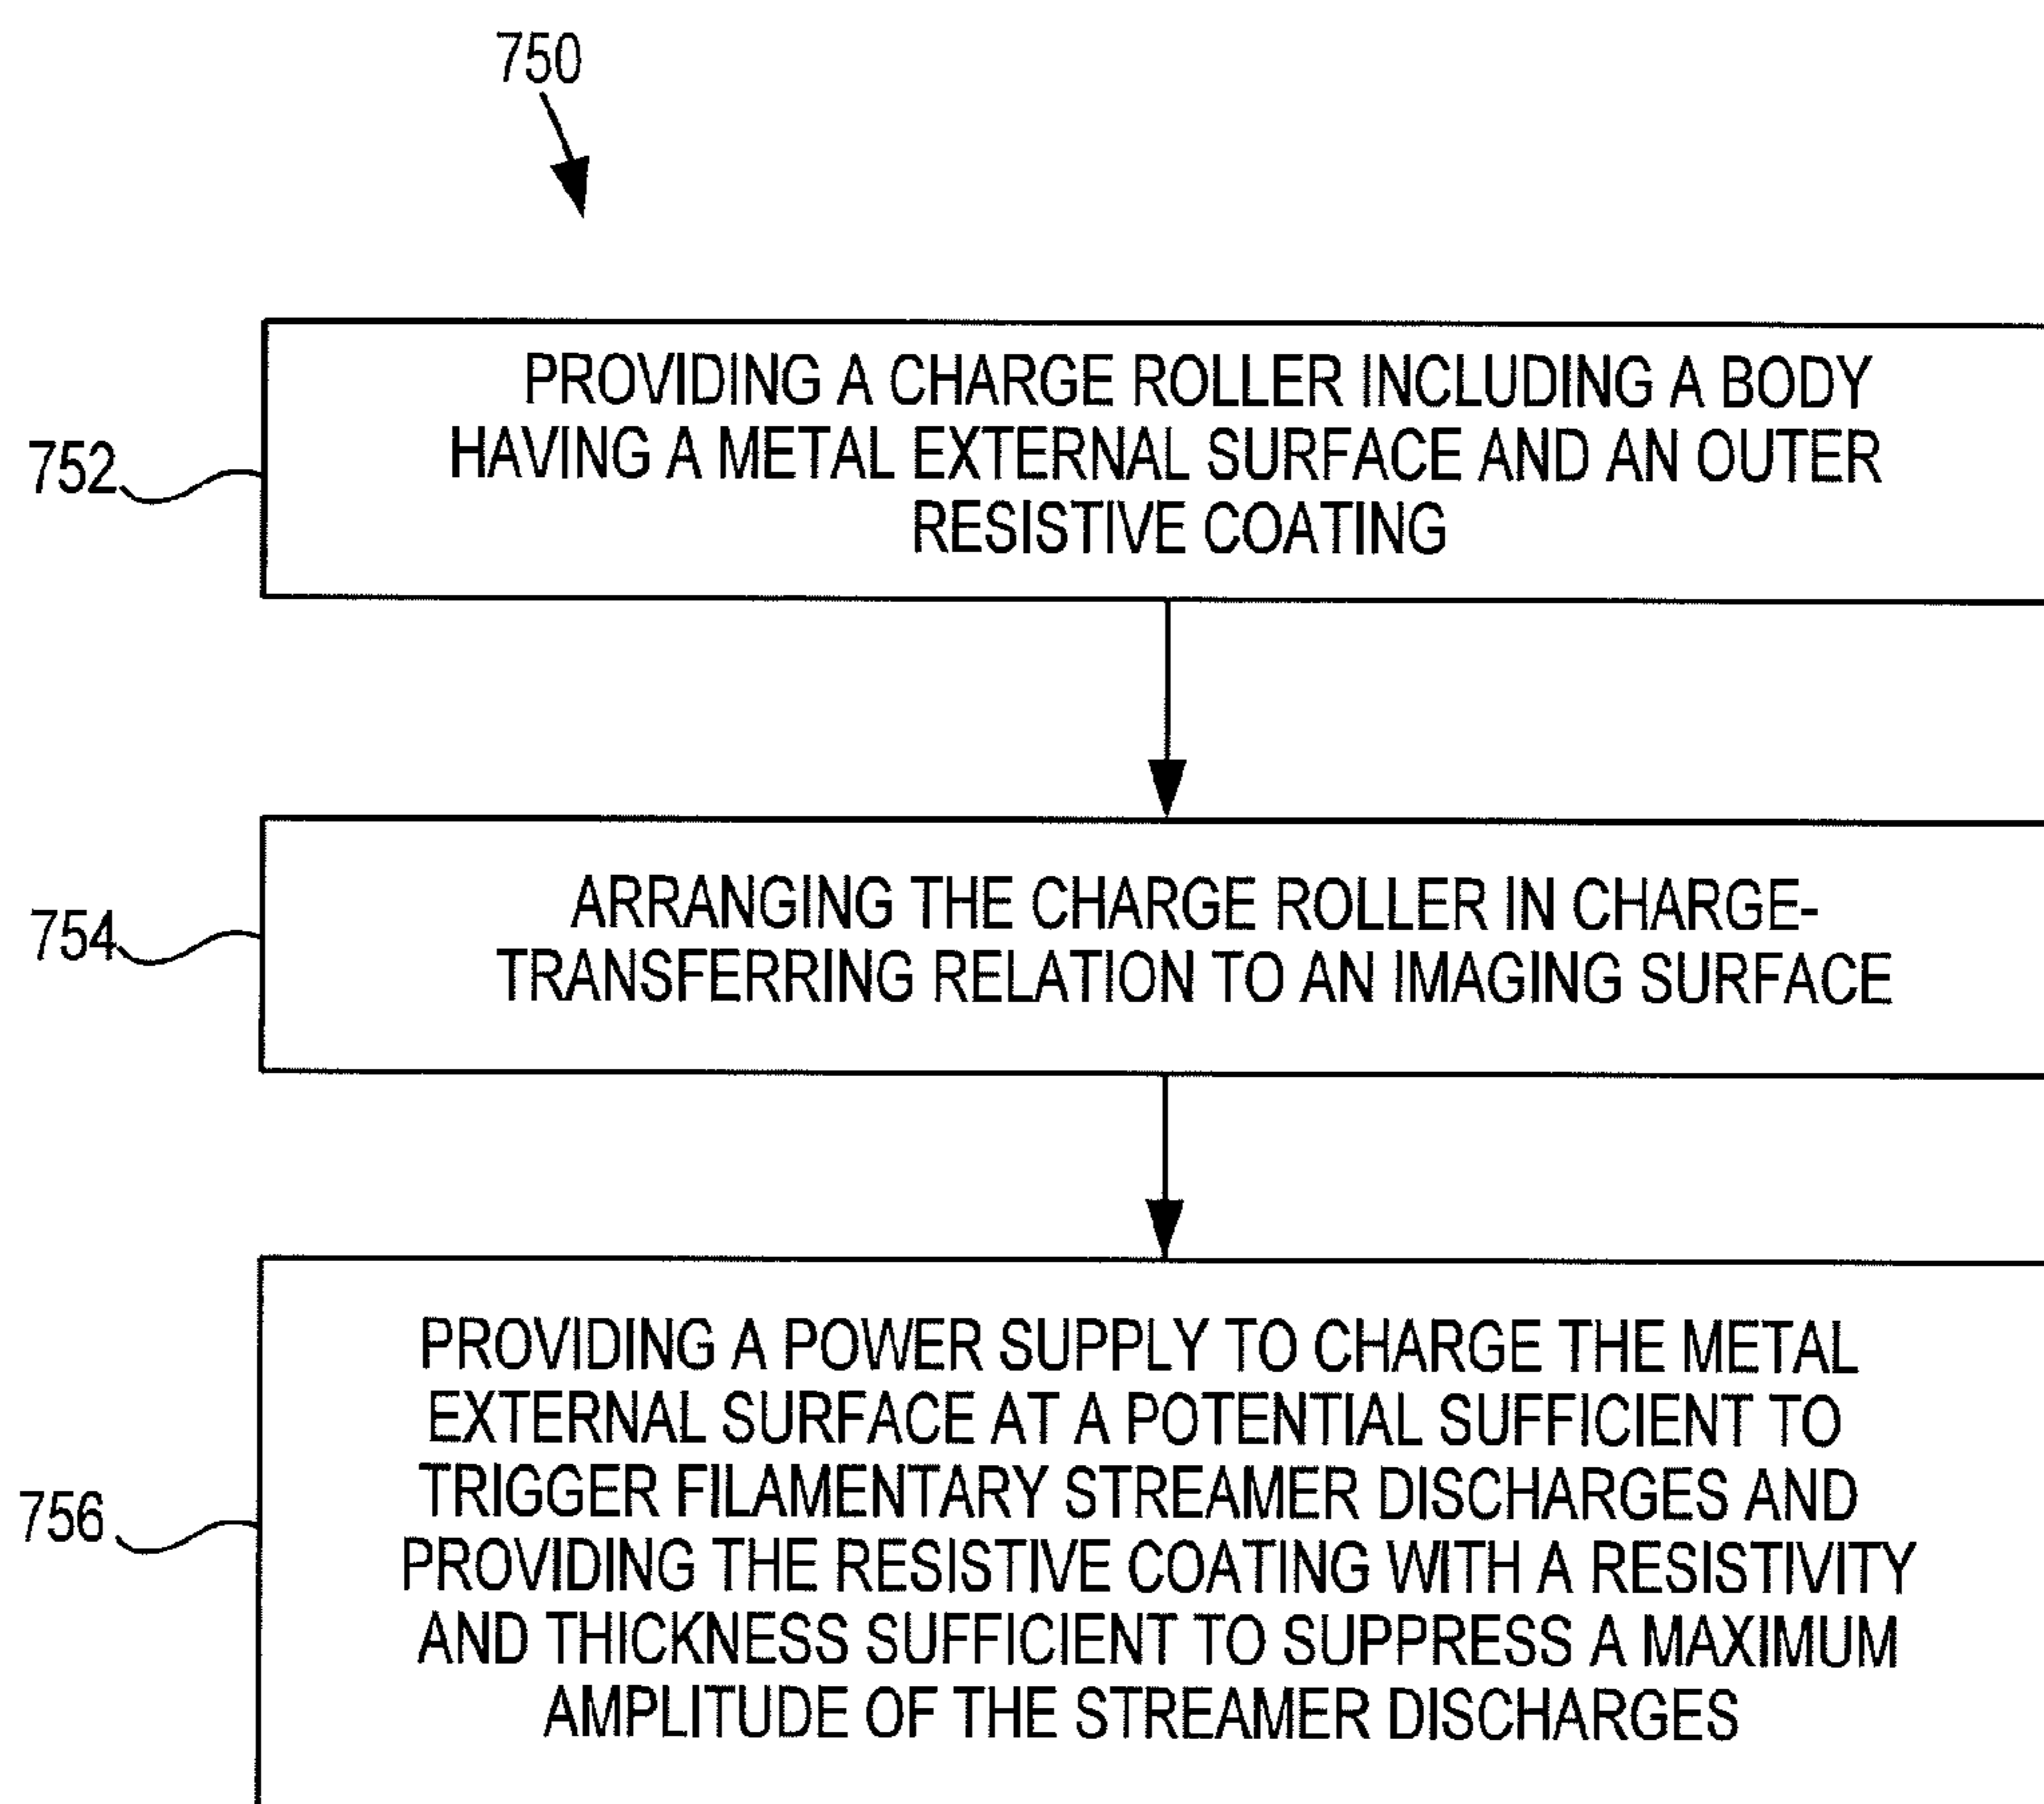 750
752
PROVIDING A CHARGE ROLLER INCLUDING A BODY
HAVING A METAL EXTERNAL SURFACE AND AN OUTER
RESISTIVE COATING
754
ARRANGING THE CHARGE ROLLER IN CHARGE-
TRANSFERRING RELATION TO AN IMAGING SURFACE
756
PROVIDING A POWER SUPPLY TO CHARGE THE METAL
EXTERNAL SURFACE AT A POTENTIAL SUFFICIENT TO
TRIGGER FILAMENTARY STREAMER DISCHARGES AND
PROVIDING THE RESISTIVE COATING WITH A RESISTIVITY
AND THICKNESS SUFFICIENT TO SUPPRESS A MAXIMUM
AMPLITUDE OF THE STREAMER DISCHARGES